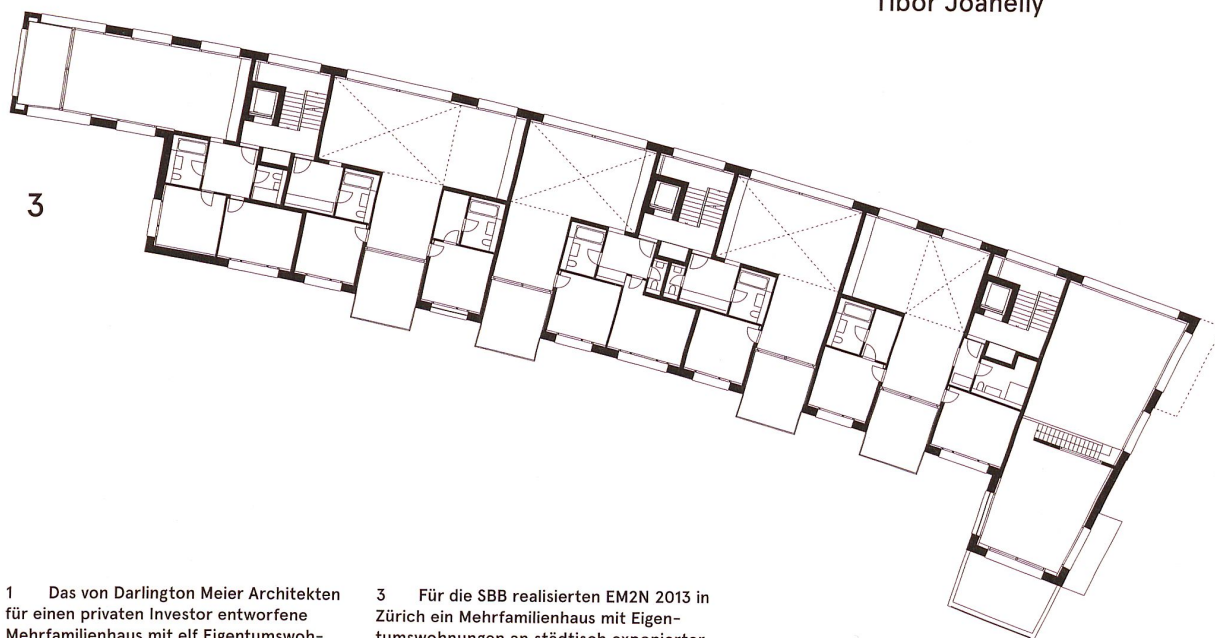 Tibor Joanelly
3
1 Das von Darlington Meier Architekten
für einen privaten Investor entworfene
Mehrfamilienhaus mit elf Eigentumswoh-
3 Für die SBB realisierten EM2N 2013 in
Zürich ein Mehrfamilienhaus mit Eigen-
tumswohnungen an städtisch exponierter